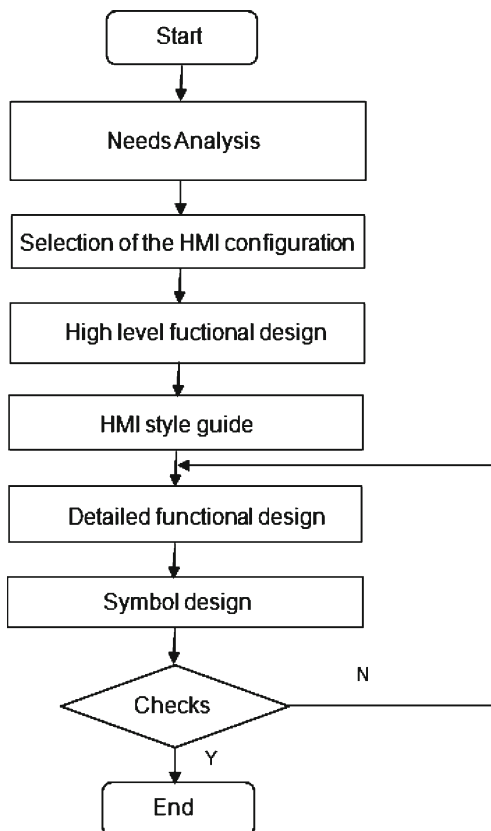 Start
Needs Analysis
Selection of the HMI configuration
High level fuctional design
HMI style guide
Detailed functional design
Symbol design
Checks
N
Y
End